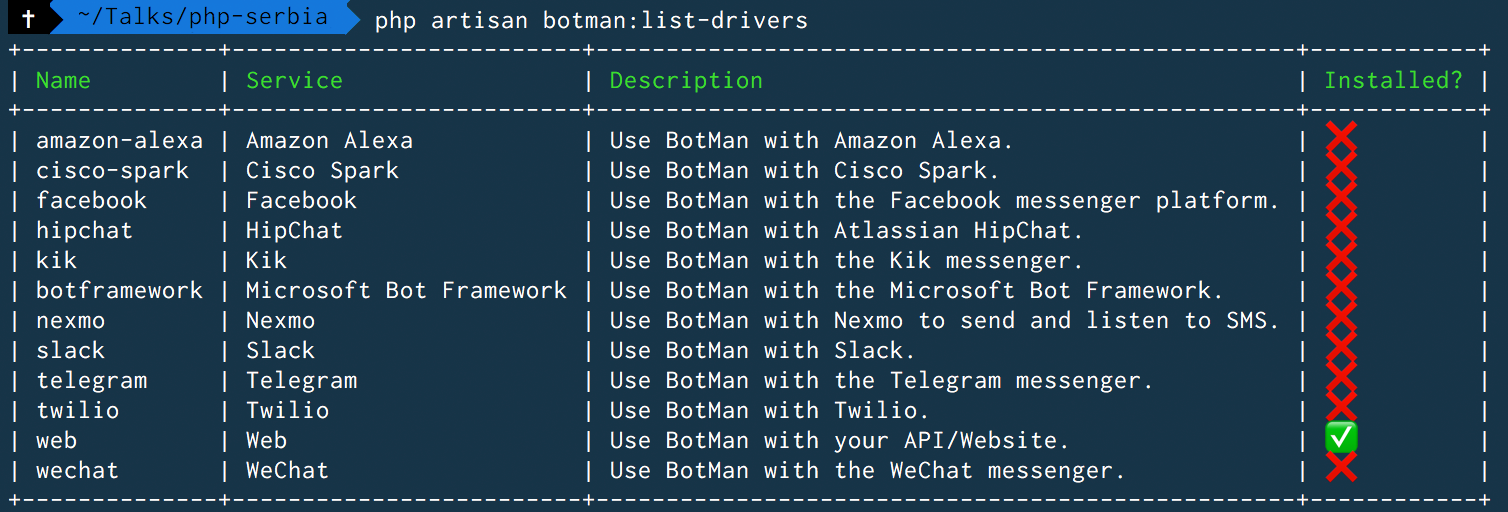 ✝ ~/Talks/php-serbia php artisan botman:list-drivers
+--------------+-------------------------+---------------------------------------------------+------------+
| Name | Service | Description | Installed? |
+--------------+-------------------------+---------------------------------------------------+------------+
| amazon-alexa | Amazon Alexa | Use BotMan with Amazon Alexa. | ❌
| cisco-spark | Cisco Spark | Use BotMan with Cisco Spark. | ❌
| facebook | Facebook | Use BotMan with the Facebook messenger platform. | ❌
| hipchat | HipChat | Use BotMan with Atlassian HipChat. | ❌
| kik | Kik | Use BotMan with the Kik messenger. | ❌
| botframework | Microsoft Bot Framework | Use BotMan with the Microsoft Bot Framework. | ❌
| nexmo | Nexmo | Use BotMan with Nexmo to send and listen to SMS. | ❌
| slack | Slack | Use BotMan with Slack. | ❌
| telegram | Telegram | Use BotMan with the Telegram messenger. | ❌
| twilio | Twilio | Use BotMan with Twilio. | ❌
| web | Web | Use BotMan with your API/Website. | ✅
| wechat | WeChat | Use BotMan with the WeChat messenger. | ❌
+--------------+-------------------------+---------------------------------------------------+------------+